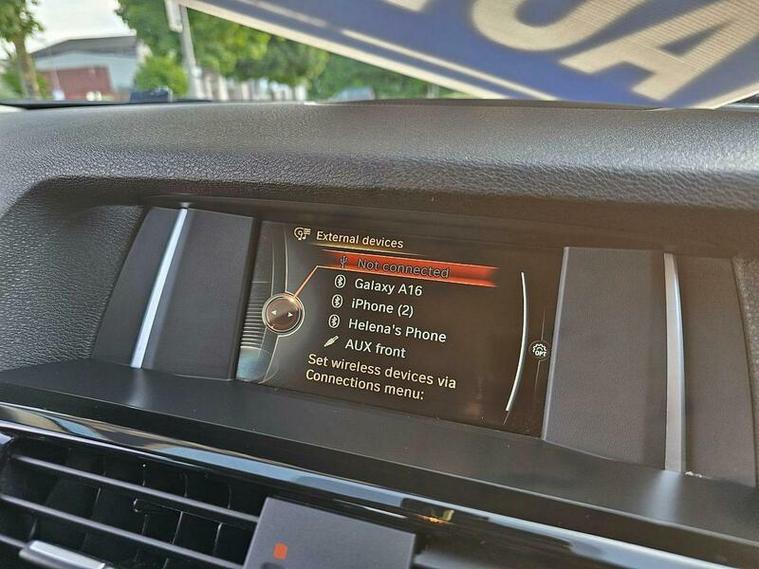 External devices
Not connected
Galaxy A16
iPhone (2)
Helena's Phone
AUX front
Set wireless devices via
Connections menu:
OPT